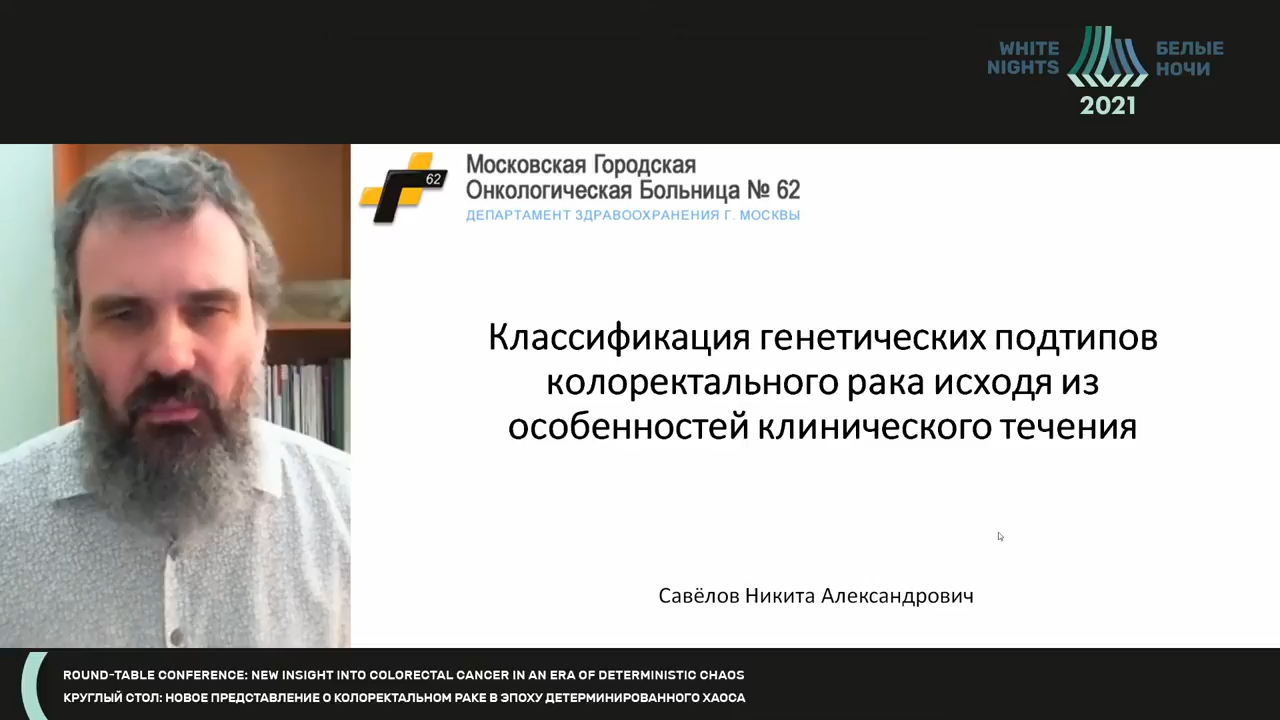 WHITE
NIGHTS
БЕЛЫЕ
НОЧИ
2021
62
Московская Городская
Онкологическая Больница № 62
ДЕПАРТАМЕНТ ЗДРАВООХРАНЕНИЯ Г. МОСКВЫ
Классификация генетических подтипов
колоректального рака исходя из
особенностей клинического течения
Савёлов Никита Александрович
ROUND-TABLE CONFERENCE: NEW INSIGHT INTO COLORECTAL CANCER IN AN ERA OF DETERMINISTIC CHAOS
КРУГЛЫЙ СТОЛ: НОВОЕ ПРЕДСТАВЛЕНИЕ О КОЛОРЕКТАЛЬНОМ РАКЕ В ЭПОХУ ДЕТЕРМИНИРОВАННОГО ХАОСА